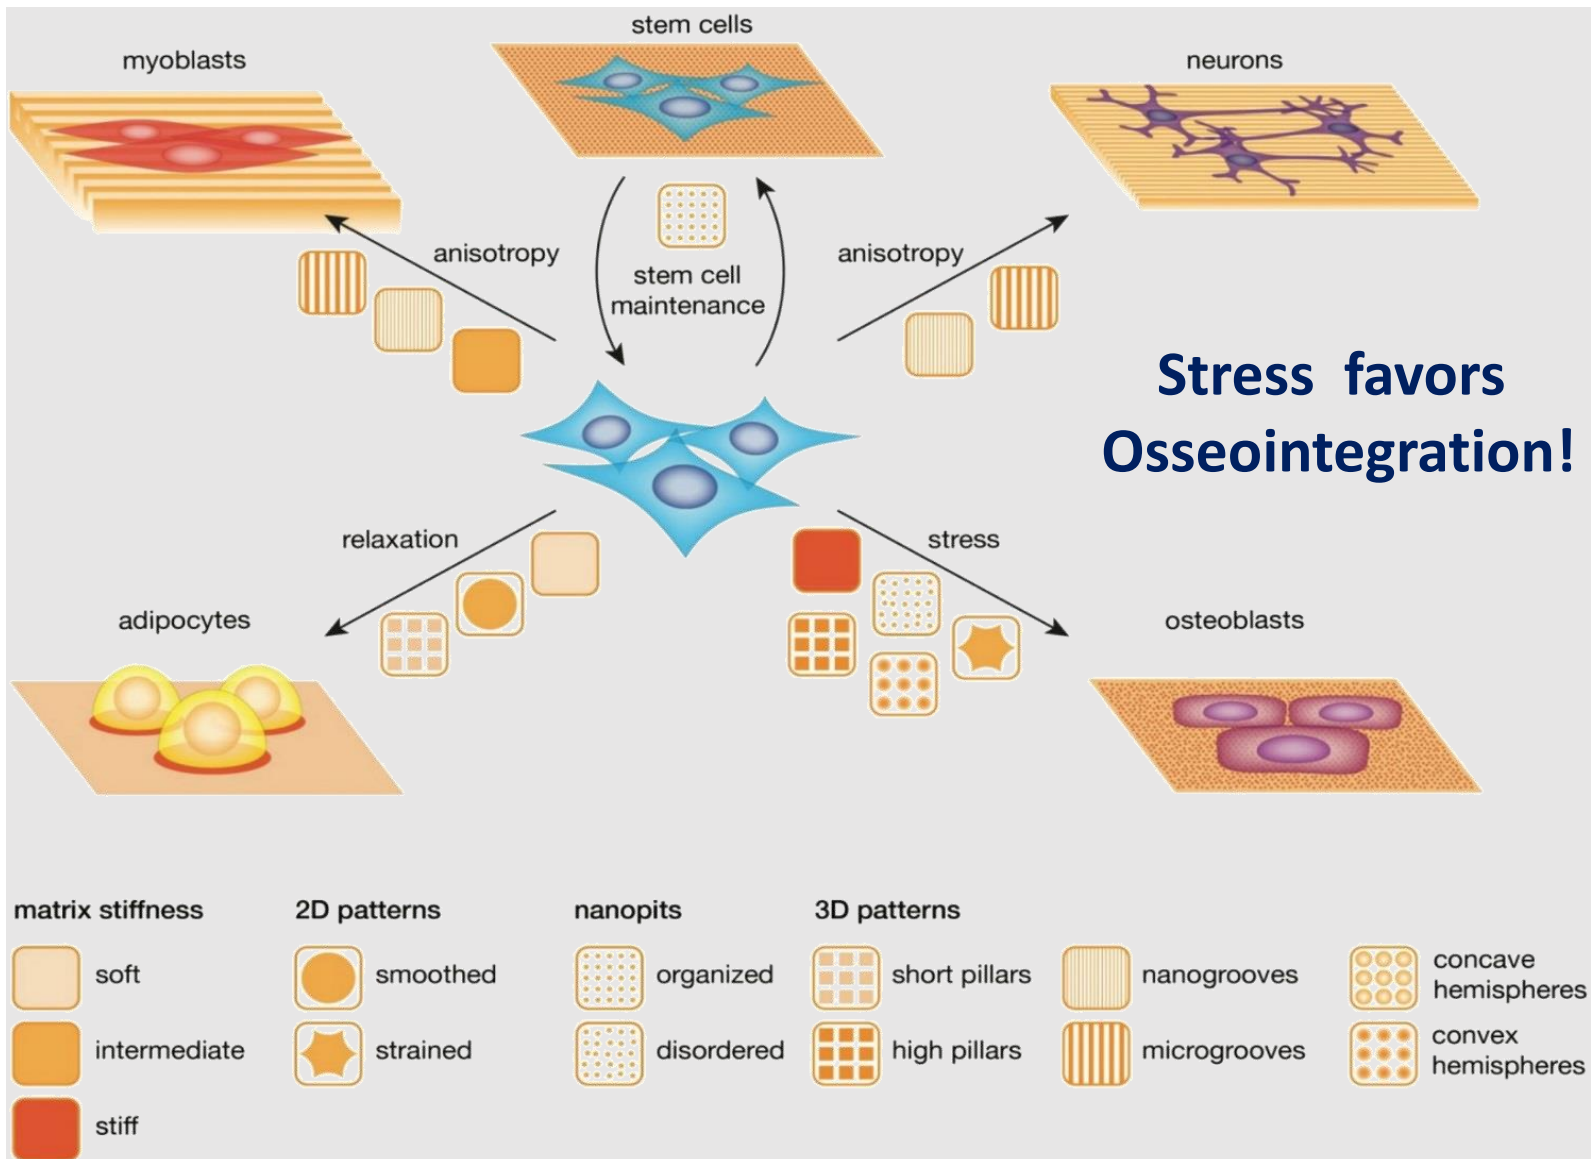 stem cells
myoblasts
neurons
anisotropy
anisotropy
stem cell
maintenance
Stress favors
Osseointegration!
relaxation
stress
adipocytes
osteoblasts
matrix stiffness
2D patterns
nanopits
3D patterns
soft
smoothed
organized
short pillars
nanogrooves
concave
hemispheres
intermediate
strained
disordered
high pillars
microgrooves
convex
hemispheres
stiff